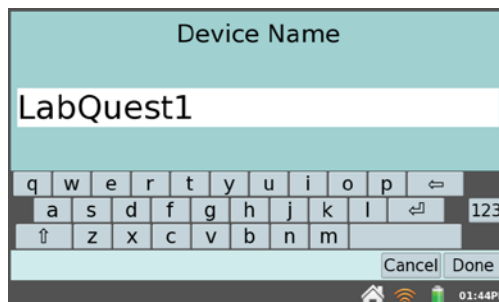 Device Name
LabQuest1
q w e r t y u i o p ⇦
a s d f g h j k l ⏎ 123
⇧ z x c v b n m
Cancel Done
01:44P